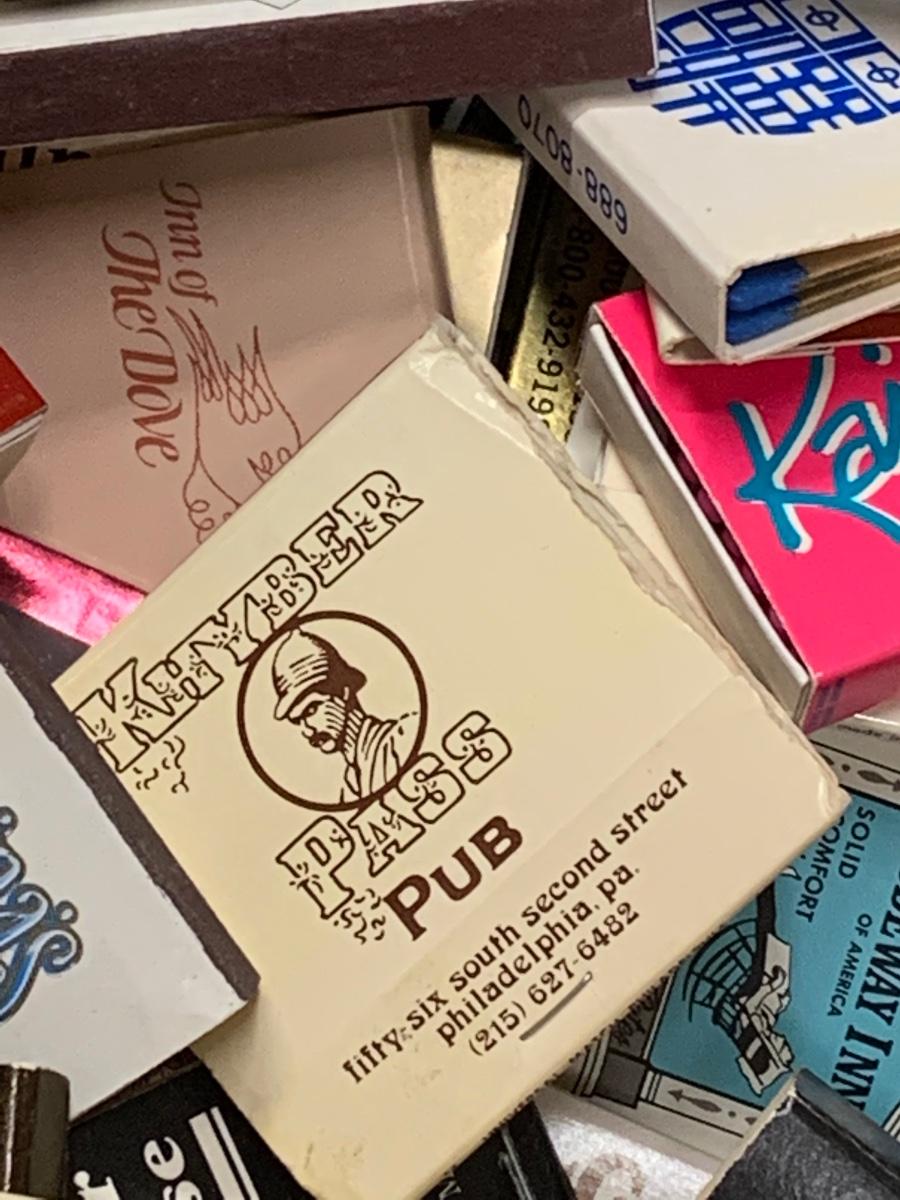 688-8070
Inn of
The Dove
800-432-919
KHYBER
PASS
PUB
fifty-six south second street
philadelphia, pa.
(215) 627-6482
SOLID
COMFORT
OF AMERICA
INN